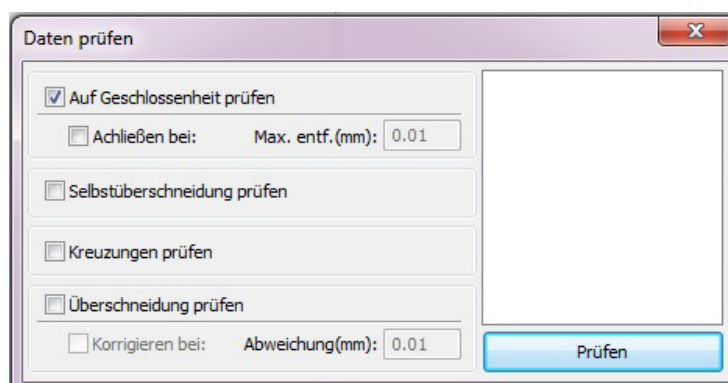 Daten prüfen
Auf Geschlossenheit prüfen
Achließen bei: Max. entf.(mm): 0.01
Selbstüberschneidung prüfen
Kreuzungen prüfen
Überschneidung prüfen
Korrigieren bei: Abweichung(mm): 0.01
Prüfen